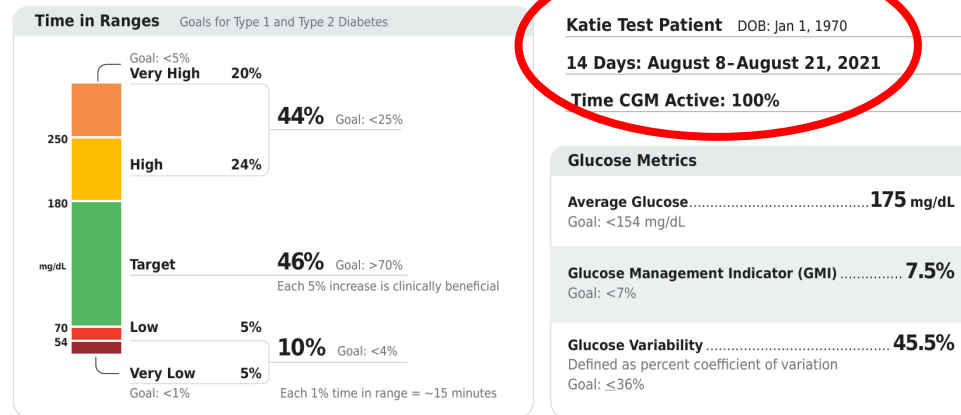 Time in Ranges Goals for Type 1 and Type 2 Diabetes
Goal: <5%
Very High 20%
44% Goal: <25%
250
High 24%
180
mg/dL
Target 46% Goal: >70%
Each 5% increase is clinically beneficial
70
Low 5%
54
10% Goal: <4%
Very Low 5%
Goal: <1%
Each 1% time in range = ~15 minutes
Katie Test Patient DOB: Jan 1, 1970
14 Days: August 8–August 21, 2021
Time CGM Active: 100%
Glucose Metrics
Average Glucose..........................................175 mg/dL
Goal: <154 mg/dL
Glucose Management Indicator (GMI)............... 7.5%
Goal: <7%
Glucose Variability........................................... 45.5%
Defined as percent coefficient of variation
Goal: ≤36%